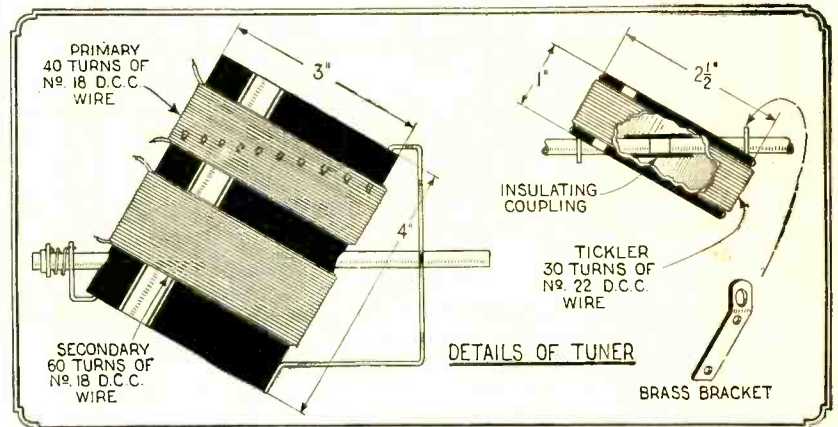 PRIMARY
40 TURNS OF
Nº. 18 D.C.C.
WIRE
3"
4"
SECONDARY
60 TURNS OF
Nº. 18 D.C.C.
WIRE
1"
2½"
INSULATING
COUPLING
TICKLER
30 TURNS OF
Nº. 22 D.C.C.
WIRE
DETAILS OF TUNER
BRASS BRACKET